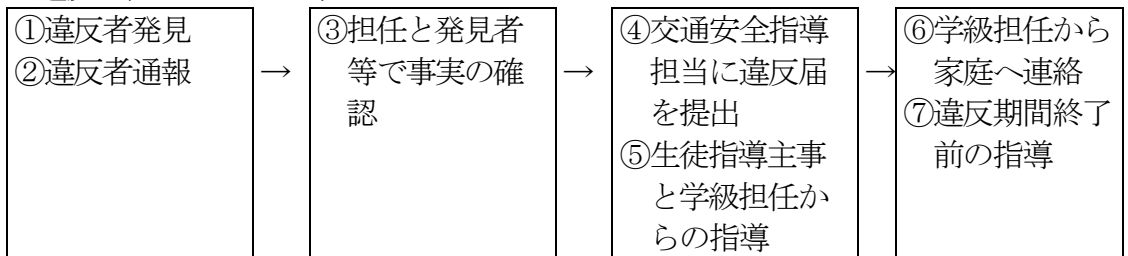 ①違反者発見
②違反者通報
→
③担任と発見者
等で事実の確
認
→
④交通安全指導
担当に違反届
を提出
⑤生徒指導主事
と学級担任か
らの指導
→
⑥学級担任から
家庭へ連絡
⑦違反期間終了
前の指導